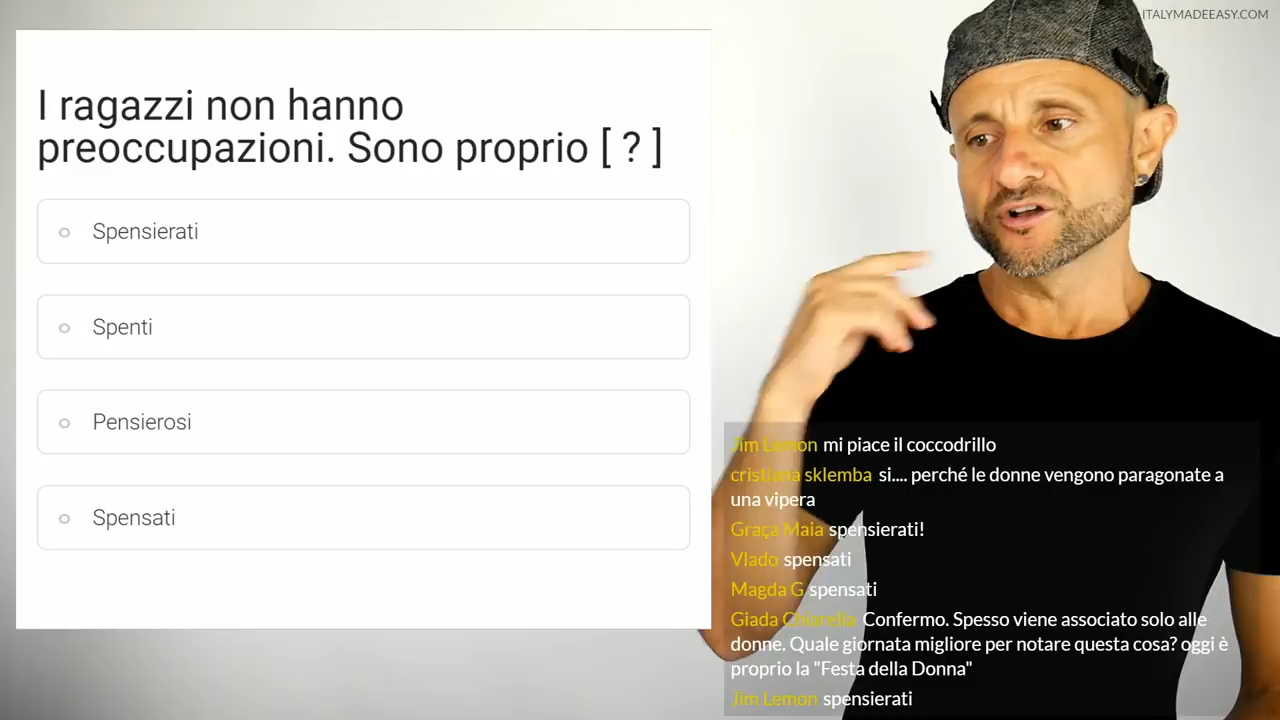 ITALYMADEEASY.COM
I ragazzi non hanno
preoccupazioni. Sono proprio [ ? ]
Spensierati
Spenti
Pensierosi
Spensati
Jim Lemon mi piace il coccodrillo
cristiana sklemba si.... perché le donne vengono paragonate a
una vipera
Graça Maia spensierati!
Vlado spensati
Magda G spensati
Giada Chiarella Confermo. Spesso viene associato solo alle
donne. Quale giornata migliore per notare questa cosa? oggi è
proprio la "Festa della Donna"
Jim Lemon spensierati